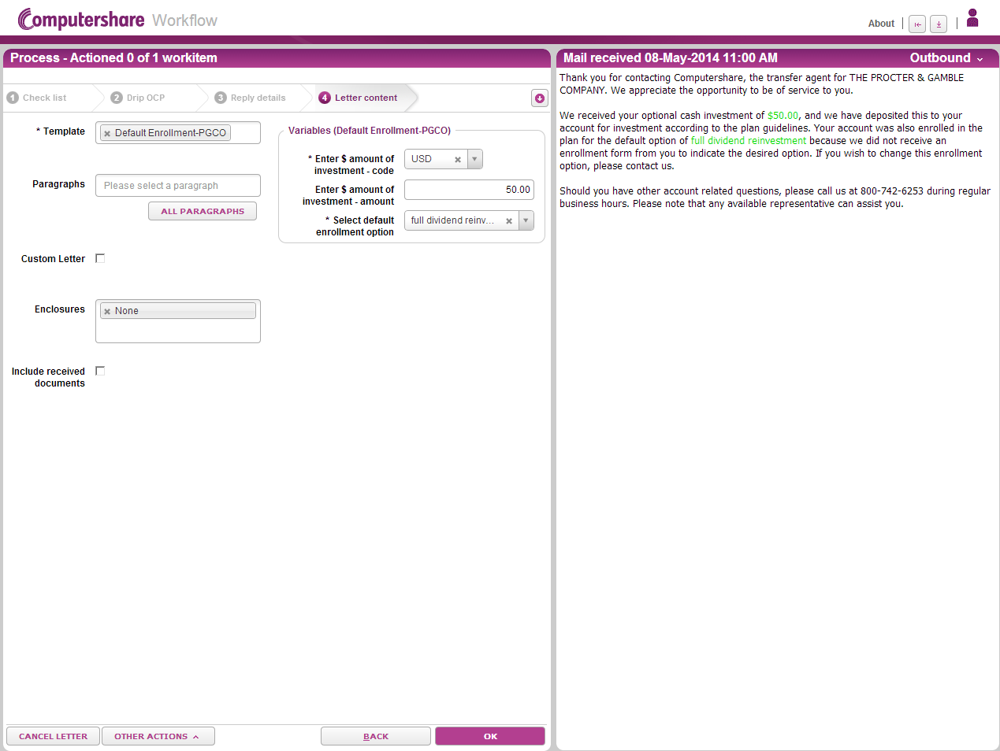 Computershare Workflow
About
Process - Actioned 0 of 1 workitem
1 Check list
2 Drip OCP
3 Reply details
4 Letter content
* Template
Default Enrollment-PGCO
Paragraphs
Please select a paragraph
ALL PARAGRAPHS
Custom Letter
Enclosures
None
Include received
documents
Variables (Default Enrollment-PGCO)
* Enter $ amount of
investment - code
USD
Enter $ amount of
investment - amount
50.00
* Select default
enrollment option
full dividend reinv...
CANCEL LETTER
OTHER ACTIONS
BACK
OK
Mail received 08-May-2014 11:00 AM
Outbound
Thank you for contacting Computershare, the transfer agent for THE PROCTER & GAMBLE
COMPANY. We appreciate the opportunity to be of service to you.
We received your optional cash investment of $50.00, and we have deposited this to your
account for investment according to the plan guidelines. Your account was also enrolled in the
plan for the default option of full dividend reinvestment because we did not receive an
enrollment form from you to indicate the desired option. If you wish to change this enrollment
option, please contact us.
Should you have other account related questions, please call us at 800-742-6253 during regular
business hours. Please note that any available representative can assist you.